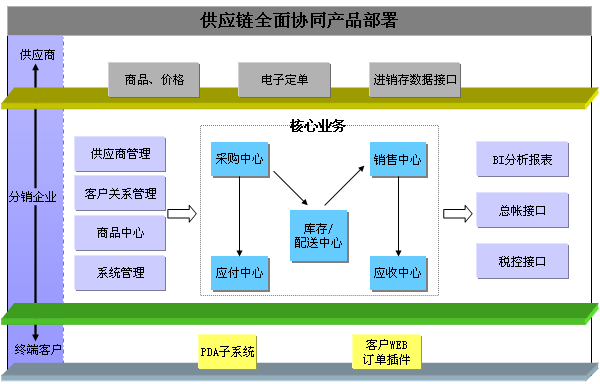 供应链全面协同产品部署
供应商
商品、价格
电子定单
进销存数据接口
核心业务
供应商管理
采购中心
销售中心
BI分析报表
分销企业
客户关系管理
商品中心
库存/
配送中心
总帐接口
系统管理
应付中心
应收中心
税控接口
终端客户
PDA子系统
客户WEB
订单插件